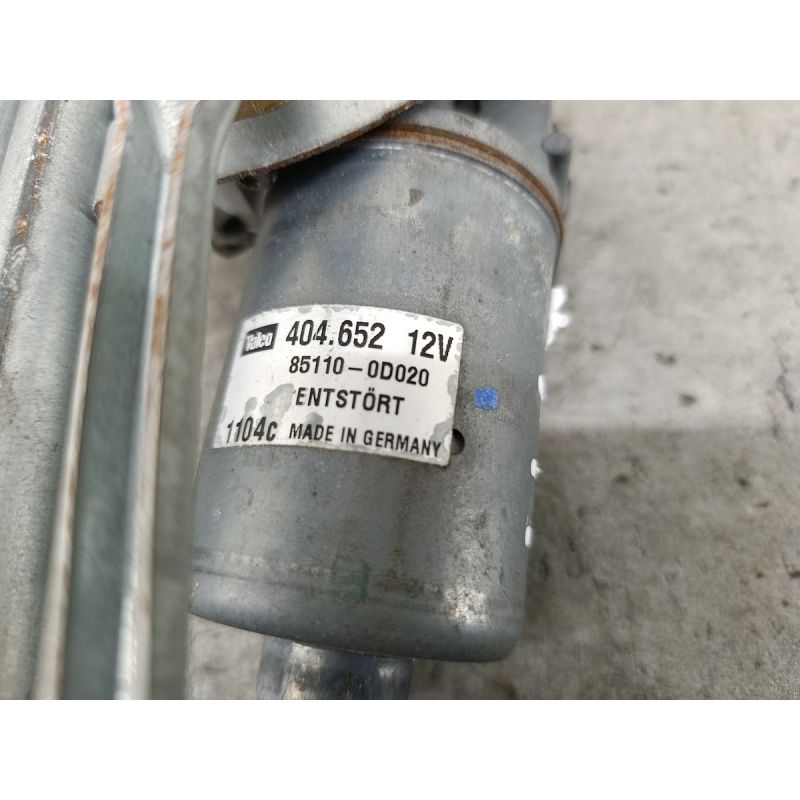 Valeo 404.652 12V
85110-0D020
ENTSTÖRT
1104c MADE IN GERMANY